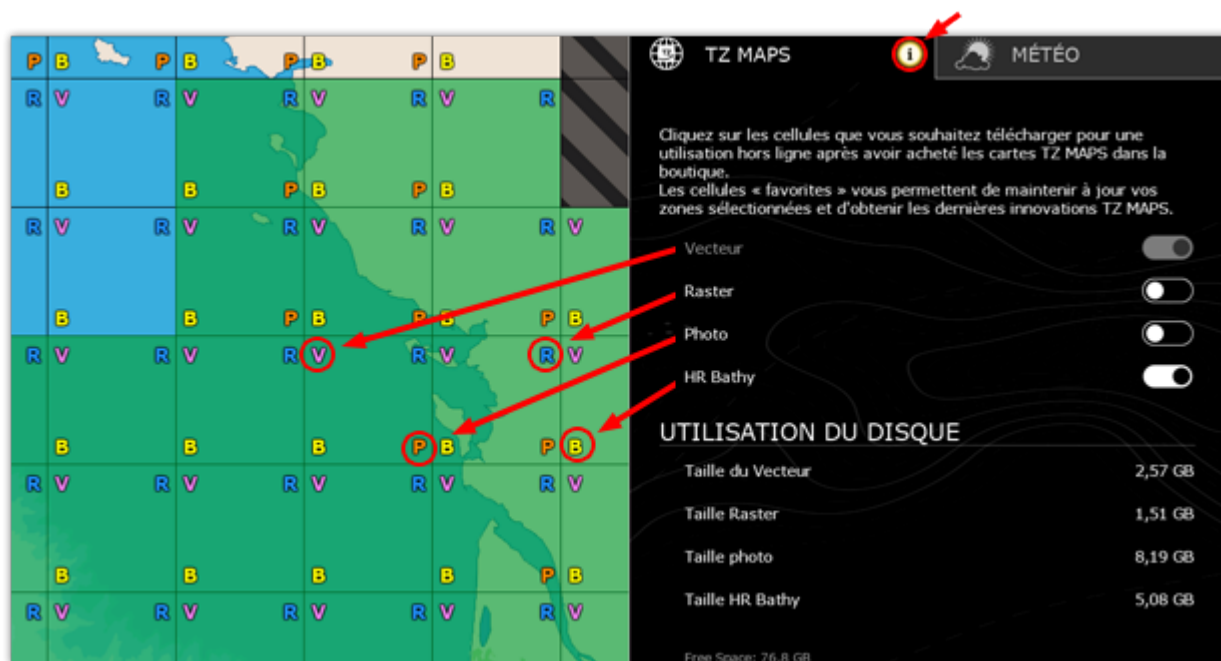 P B P B P B P B
R V R V R V R V R
B B P B P B
R V R V R V R V R V
B B P B P B P B
R V R V R V R V R V
B B B P B P B
R V R V R V R V R V
B B B B P B
R V R V R V R V R V
TZ MAPS i MÉTÉO
Cliquez sur les cellules que vous souhaitez télécharger pour une
utilisation hors ligne après avoir acheté les cartes TZ MAPS dans la
boutique.
Les cellules « favorites » vous permettent de maintenir à jour vos
zones sélectionnées et d'obtenir les dernières innovations TZ MAPS.
Vecteur
Raster
Photo
HR Bathy
UTILISATION DU DISQUE
Taille du Vecteur 2,57 GB
Taille Raster 1,51 GB
Taille photo 8,19 GB
Taille HR Bathy 5,08 GB
Free Space: 76,8 GB